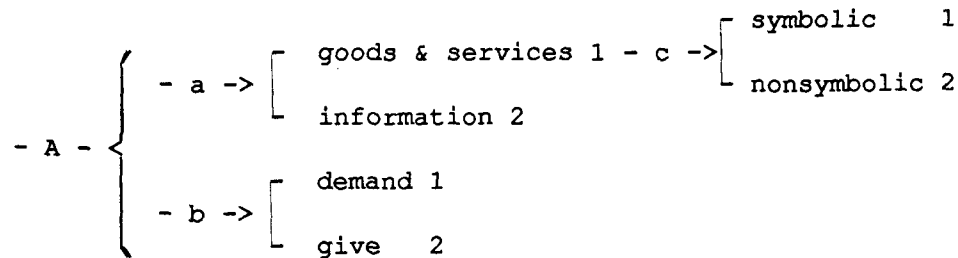 symbolic 1
- a -> goods & services 1 - c ->
nonsymbolic 2
information 2
- A -
demand 1
- b ->
give 2